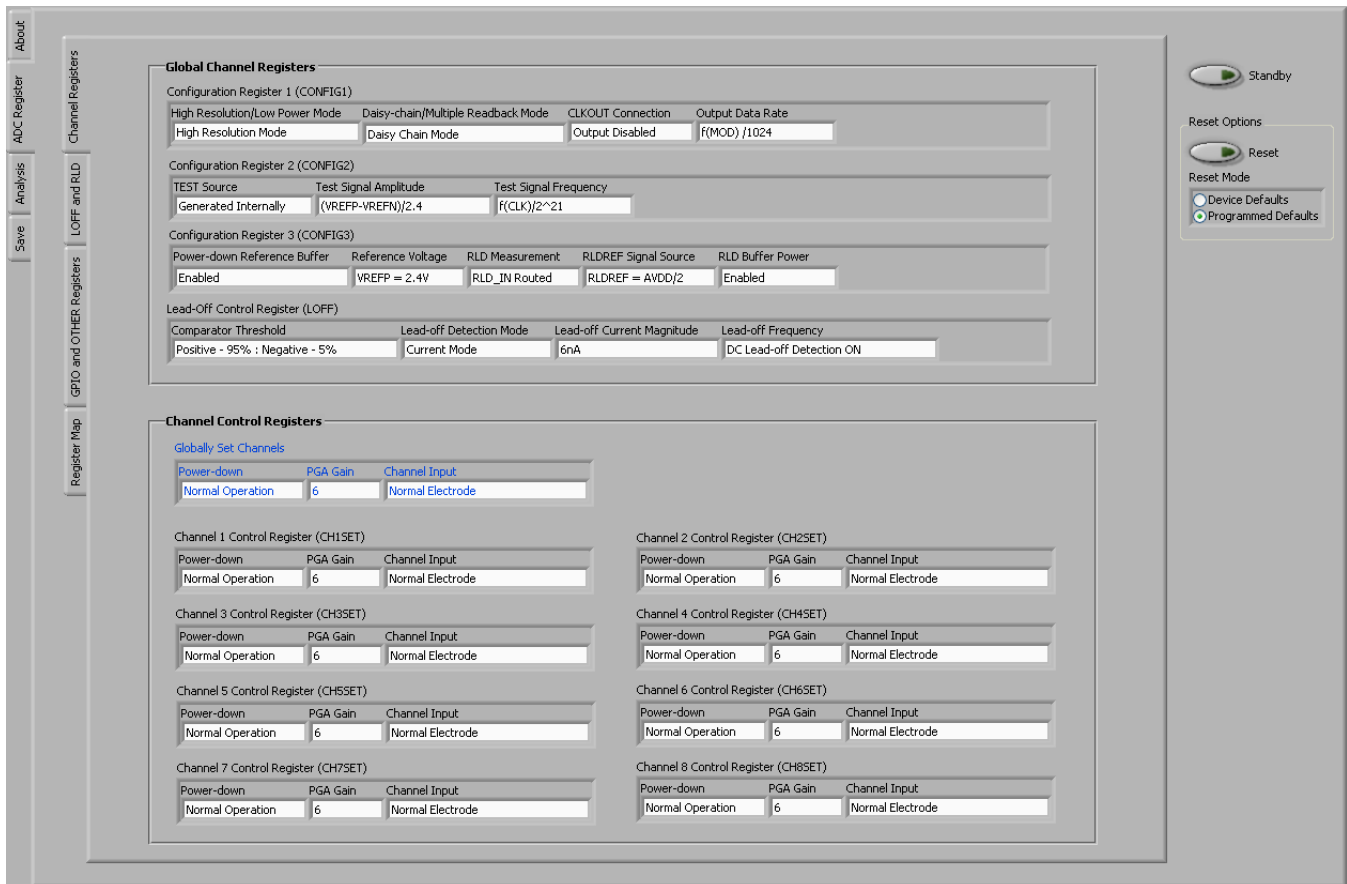 About
ADC Register
Analysis
Save
Channel Registers
LOFF and RLD
GPIO and OTHER Registers
Register Map
Global Channel Registers
Configuration Register 1 (CONFIG1)
High Resolution/Low Power Mode Daisy-chain/Multiple Readback Mode CLKOUT Connection Output Data Rate
High Resolution Mode Daisy Chain Mode Output Disabled f(MOD) /1024
Configuration Register 2 (CONFIG2)
TEST Source Test Signal Amplitude Test Signal Frequency
Generated Internally (VREFP-VREFN)/2.4 f(CLK)/2^21
Configuration Register 3 (CONFIG3)
Power-down Reference Buffer Reference Voltage RLD Measurement RLDREF Signal Source RLD Buffer Power
Enabled VREFP = 2.4V RLD_IN Routed RLDREF = AVDD/2 Enabled
Lead-Off Control Register (LOFF)
Comparator Threshold Lead-off Detection Mode Lead-off Current Magnitude Lead-off Frequency
Positive - 95% : Negative - 5% Current Mode 6nA DC Lead-off Detection ON
Channel Control Registers
Globally Set Channels
Power-down PGA Gain Channel Input
Normal Operation 6 Normal Electrode
Channel 1 Control Register (CH1SET)
Power-down PGA Gain Channel Input
Normal Operation 6 Normal Electrode
Channel 2 Control Register (CH2SET)
Power-down PGA Gain Channel Input
Normal Operation 6 Normal Electrode
Channel 3 Control Register (CH3SET)
Power-down PGA Gain Channel Input
Normal Operation 6 Normal Electrode
Channel 4 Control Register (CH4SET)
Power-down PGA Gain Channel Input
Normal Operation 6 Normal Electrode
Channel 5 Control Register (CH5SET)
Power-down PGA Gain Channel Input
Normal Operation 6 Normal Electrode
Channel 6 Control Register (CH6SET)
Power-down PGA Gain Channel Input
Normal Operation 6 Normal Electrode
Channel 7 Control Register (CH7SET)
Power-down PGA Gain Channel Input
Normal Operation 6 Normal Electrode
Channel 8 Control Register (CH8SET)
Power-down PGA Gain Channel Input
Normal Operation 6 Normal Electrode
Standby
Reset Options
Reset
Reset Mode
Device Defaults
Programmed Defaults